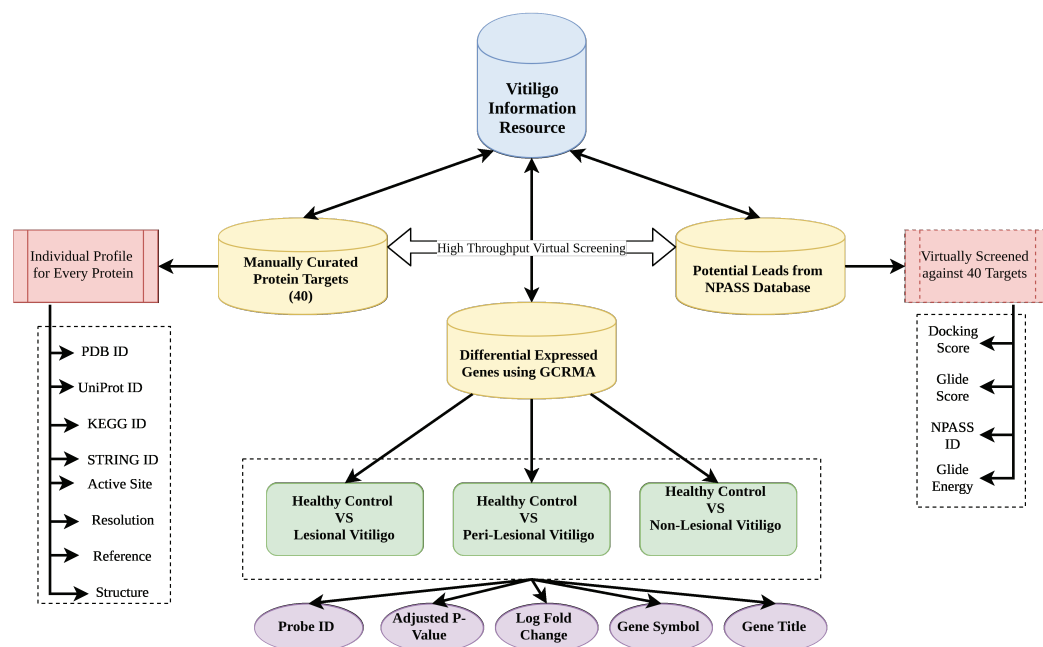 Vitiligo
Information
Resource
High Throughput Virtual Screening
Manually Curated
Protein Targets
(40)
Potential Leads from
NPASS Database
Individual Profile
for Every Protein
Virtually Screened
against 40 Targets
Differential Expressed
Genes using GCRMA
PDB ID
UniProt ID
KEGG ID
STRING ID
Active Site
Resolution
Reference
Structure
Docking
Score
Glide
Score
NPASS
ID
Glide
Energy
Healthy Control
VS
Lesional Vitiligo
Healthy Control
VS
Peri-Lesional Vitiligo
Healthy Control
VS
Non-Lesional Vitiligo
Probe ID
Adjusted P-
Value
Log Fold
Change
Gene Symbol
Gene Title